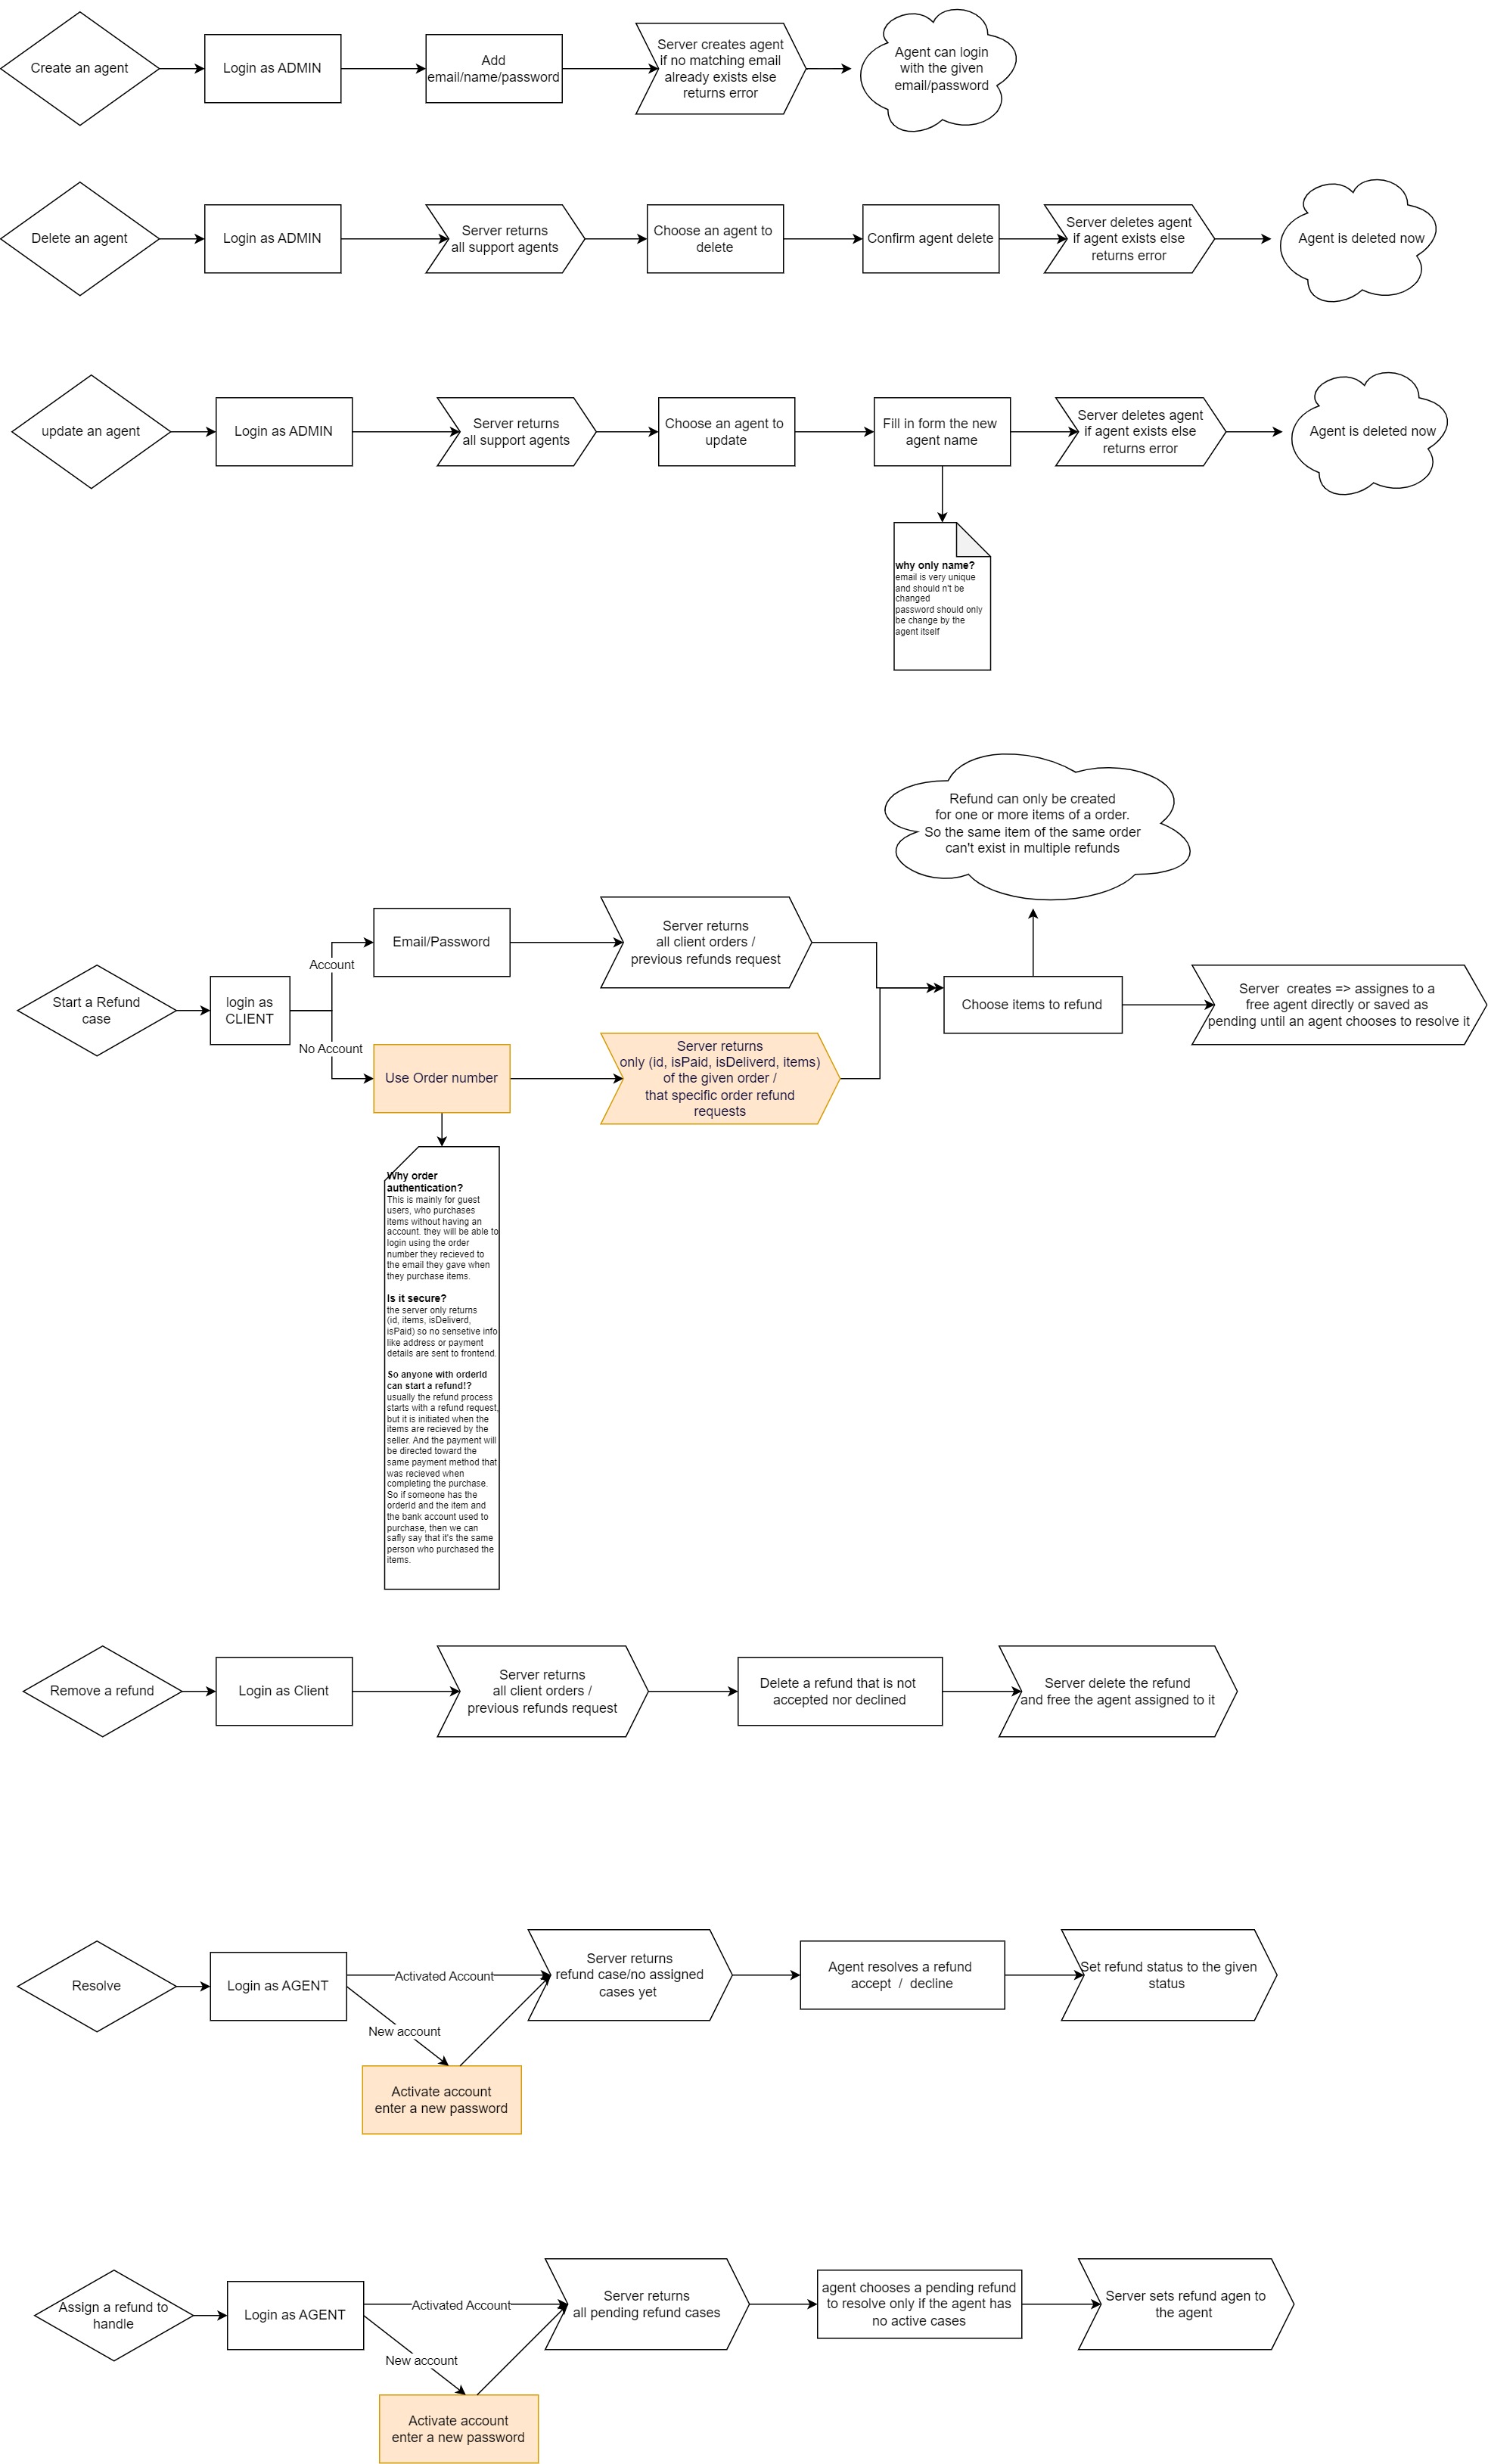 Create an agent
Login as ADMIN
Add
email/name/password
Server creates agent
if no matching email
already exists else
returns error
Agent can login
with the given
email/password
Delete an agent
Login as ADMIN
Server returns
all support agents
Choose an agent to
delete
Confirm agent delete
Server deletes agent
if agent exists else
returns error
Agent is deleted now
update an agent
Login as ADMIN
Server returns
all support agents
Choose an agent to
update
Fill in form the new
agent name
Server deletes agent
if agent exists else
returns error
Agent is deleted now
why only name?
email is very unique
and should n't be
changed
password should only
be change by the
agent itself
Refund can only be created
for one or more items of a order.
So the same item of the same order
can't exist in multiple refunds
Start a Refund
case
login as
CLIENT
Account
No Account
Email/Password
Server returns
all client orders /
previous refunds request
Use Order number
Server returns
only (id, isPaid, isDeliverd, items)
of the given order /
that specific order refund
requests
Choose items to refund
Server  creates => assignes to a
free agent directly or saved as
pending until an agent chooses to resolve it
Why order
authentication?
This is mainly for guest
users, who purchases
items without having an
account. they will be able to
login using the order
number they recieved to
the email they gave when
they purchase items.
Is it secure?
the server only returns
(id, items, isDeliverd,
isPaid) so no sensetive info
like address or payment
details are sent to frontend.
So anyone with orderId
can start a refund!?
usually the refund process
starts with a refund request,
but it is initiated when the
items are recieved by the
seller. And the payment will
be directed toward the
same payment method that
was recieved when
completing the purchase.
So if someone has the
orderId and the item and
the bank account used to
purchase, then we can
safly say that it's the same
person who purchased the
items.
Remove a refund
Login as Client
Server returns
all client orders /
previous refunds request
Delete a refund that is not
accepted nor declined
Server delete the refund
and free the agent assigned to it
Resolve
Login as AGENT
Activated Account
New account
Activate account
enter a new password
Server returns
refund case/no assigned
cases yet
Agent resolves a refund
accept  /  decline
Set refund status to the given
status
Assign a refund to
handle
Login as AGENT
Activated Account
New account
Activate account
enter a new password
Server returns
all pending refund cases
agent chooses a pending refund
to resolve only if the agent has
no active cases
Server sets refund agen to
the agent